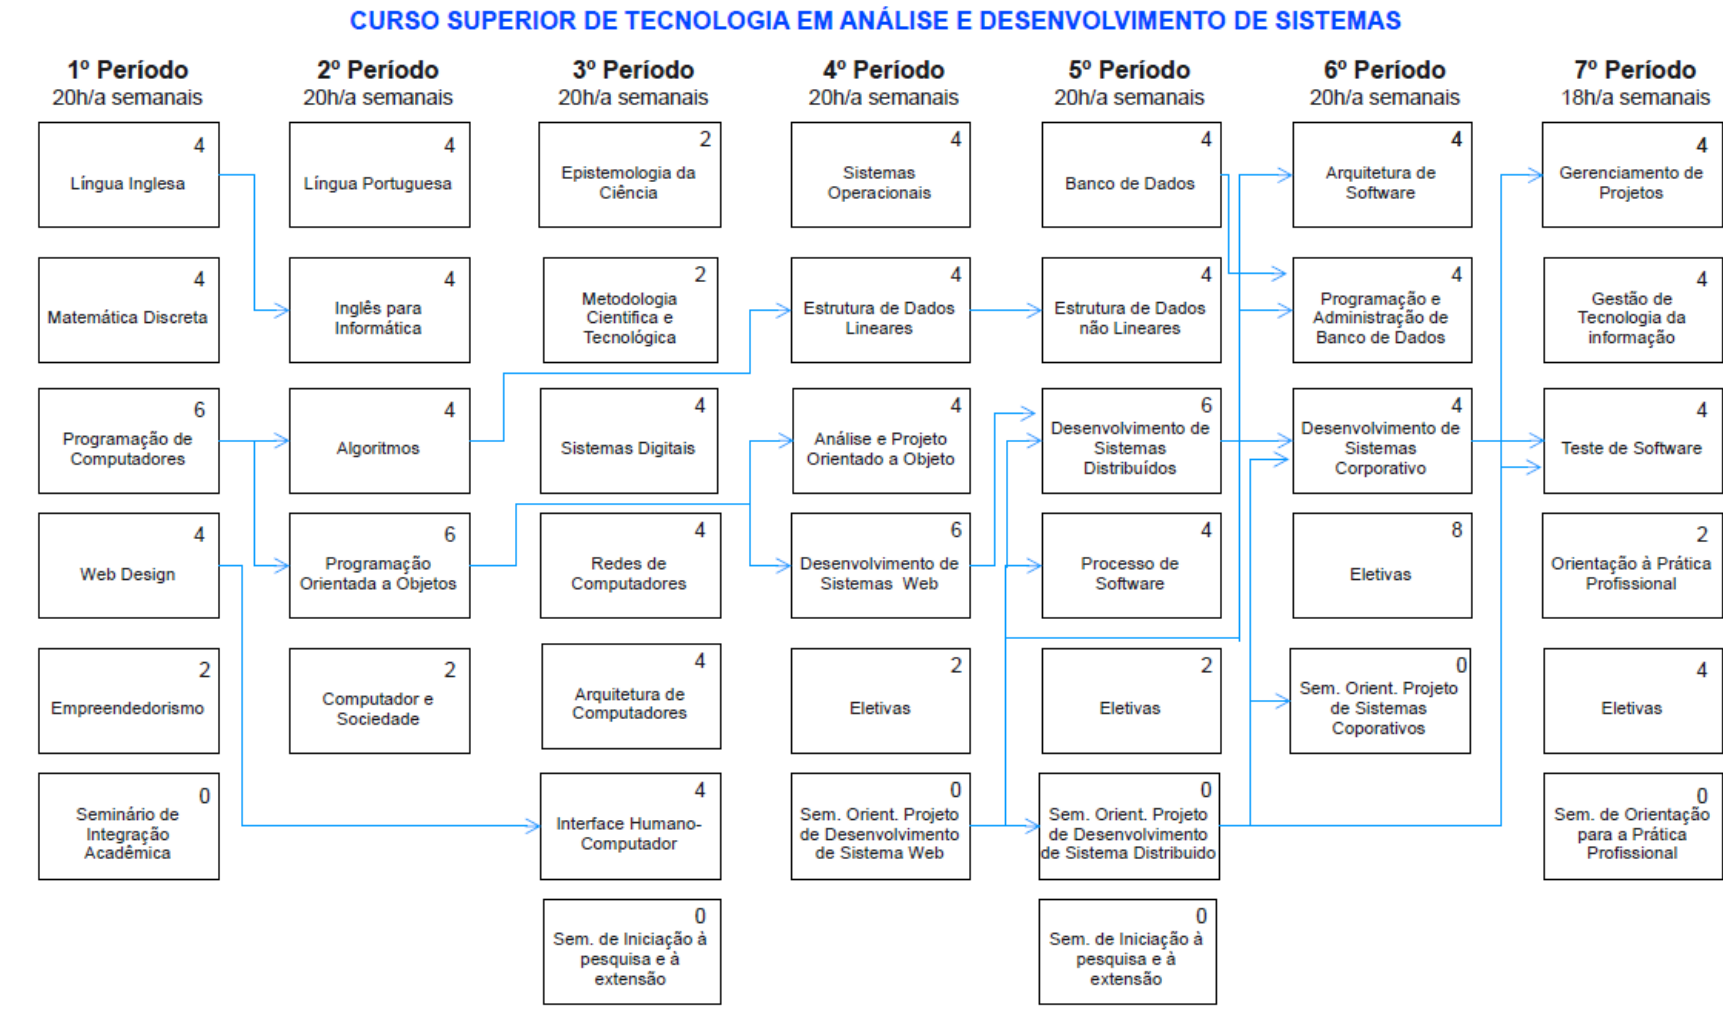 CURSO SUPERIOR DE TECNOLOGIA EM ANÁLISE E DESENVOLVIMENTO DE SISTEMAS
1º Período
20h/a semanais
4
Língua Inglesa
4
Matemática Discreta
6
Programação de
Computadores
4
Web Design
2
Empreendedorismo
0
Seminário de
Integração
Acadêmica
2º Período
20h/a semanais
4
Língua Portuguesa
4
Inglês para
Informática
4
Algoritmos
6
Programação
Orientada a Objetos
2
Computador e
Sociedade
3º Período
20h/a semanais
2
Epistemologia da
Ciência
2
Metodologia
Científica e
Tecnológica
4
Sistemas Digitais
4
Redes de
Computadores
4
Arquitetura de
Computadores
4
Interface Humano-
Computador
0
Sem. de Iniciação à
pesquisa e à
extensão
4º Período
20h/a semanais
4
Sistemas
Operacionais
4
Estrutura de Dados
Lineares
4
Análise e Projeto
Orientado a Objeto
6
Desenvolvimento de
Sistemas Web
2
Eletivas
0
Sem. Orient. Projeto
de Desenvolvimento
de Sistema Web
5º Período
20h/a semanais
4
Banco de Dados
4
Estrutura de Dados
não Lineares
6
Desenvolvimento de
Sistemas
Distribuídos
4
Processo de
Software
2
Eletivas
0
Sem. Orient. Projeto
de Desenvolvimento
de Sistema Distribuido
0
Sem. de Iniciação à
pesquisa e à
extensão
6º Período
20h/a semanais
4
Arquitetura de
Software
4
Programação e
Administração de
Banco de Dados
4
Desenvolvimento de
Sistemas
Corporativo
8
Eletivas
0
Sem. Orient. Projeto
de Sistemas
Coporativos
7º Período
18h/a semanais
4
Gerenciamento de
Projetos
4
Gestão de
Tecnologia da
informação
4
Teste de Software
2
Orientação à Prática
Profissional
4
Eletivas
0
Sem. de Orientação
para a Prática
Profissional